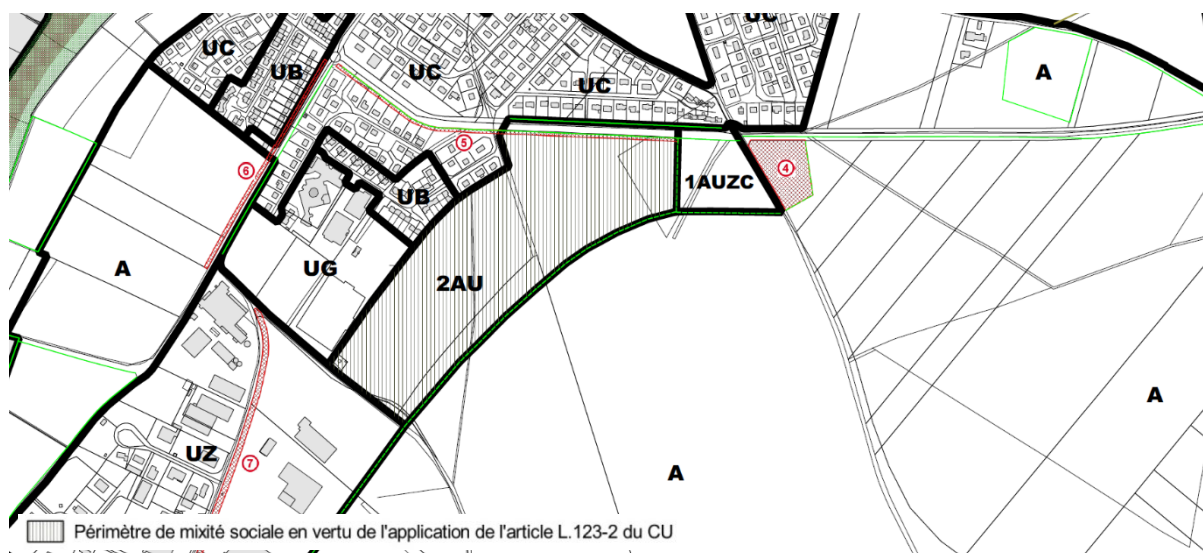 UC
UC
UB
UC
UC
A
5
4
6
1AUZC
UB
A
UG
2AU
A
UZ
7
A
Périmètre de mixité sociale en vertu de l'application de l'article L.123-2 du CU